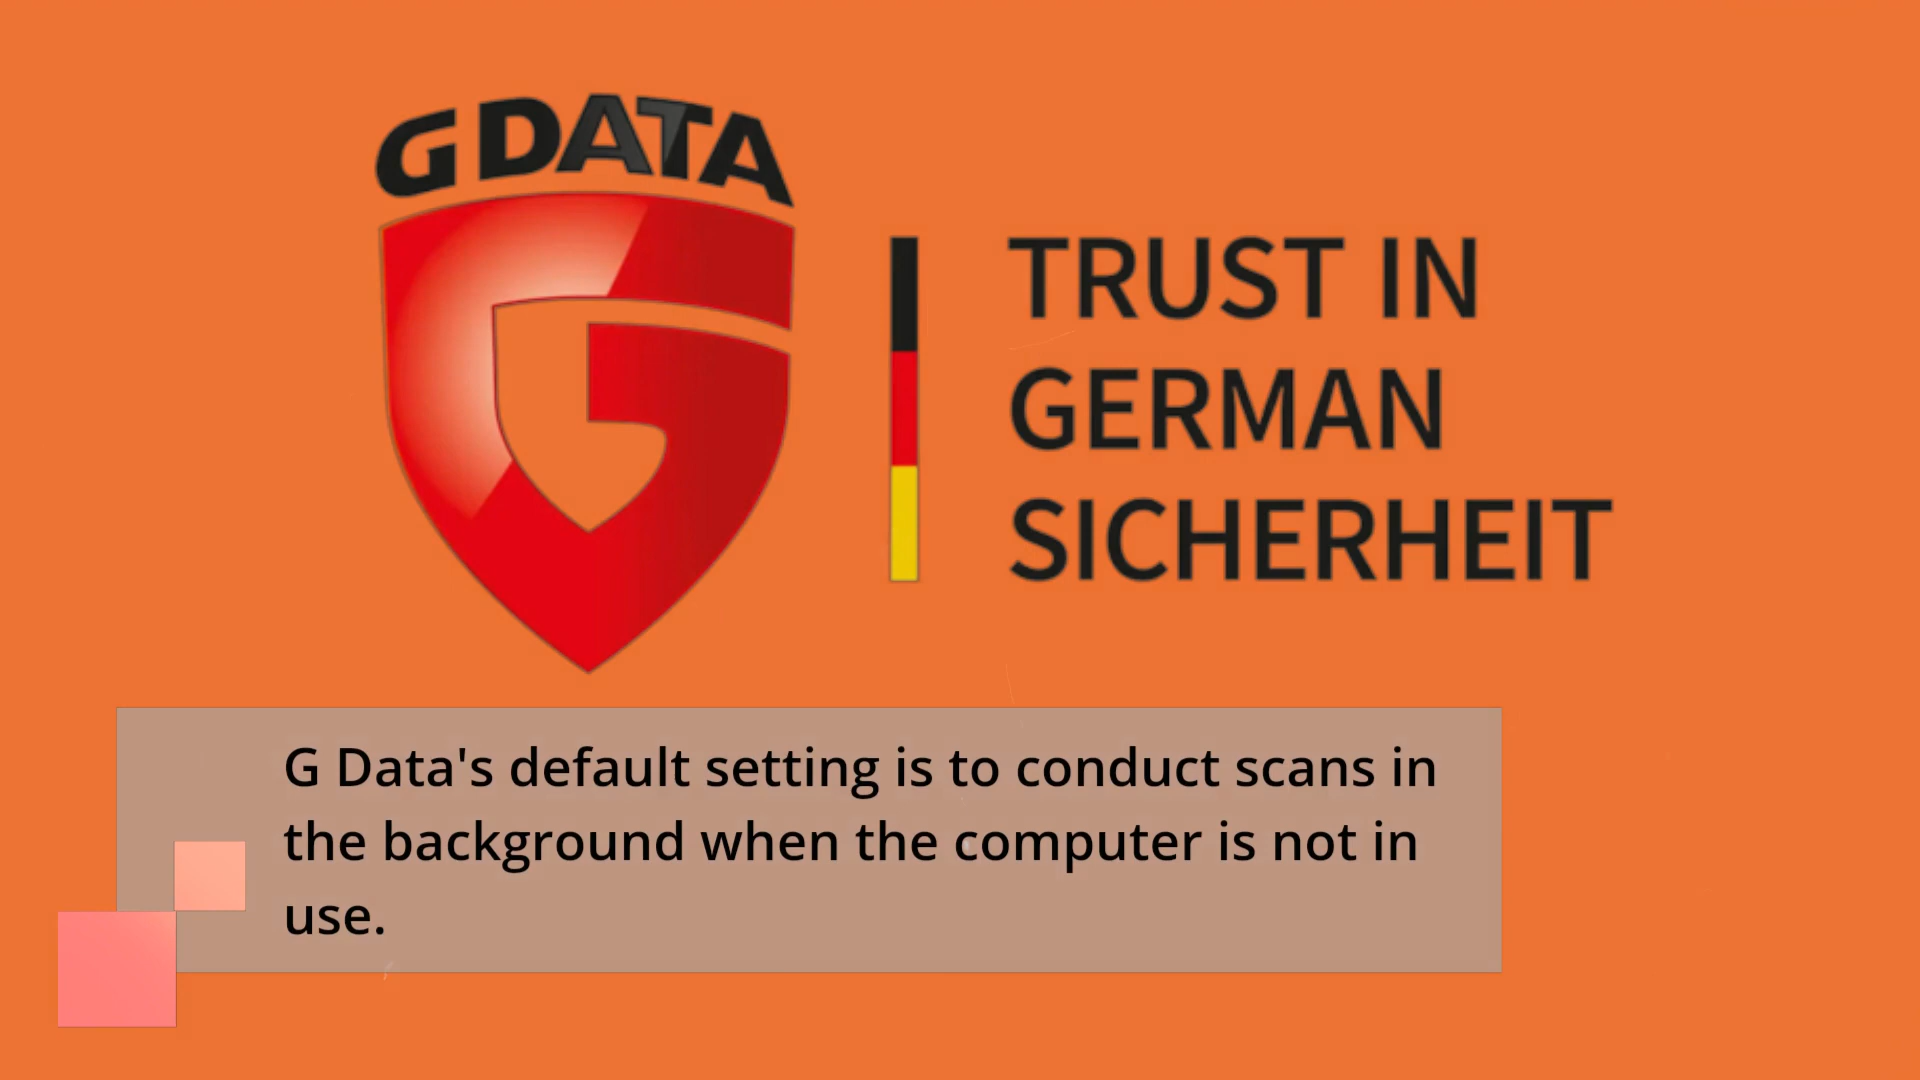 G DATA
TRUST IN
GERMAN
SICHERHEIT
G Data's default setting is to conduct scans in
the background when the computer is not in
use.